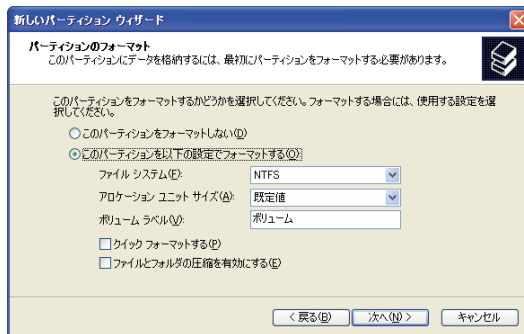 新しいパーティション ウィザード
パーティションのフォーマット
このパーティションにデータを格納するには、最初にパーティションをフォーマットする必要があります。
このパーティションをフォーマットするかどうかを選択してください。フォーマットする場合には、使用する設定を選
択してください。
このパーティションをフォーマットしない(D)
このパーティションを以下の設定でフォーマットする(O):
ファイル システム(F): NTFS
アロケーション ユニット サイズ(A): 既定値
ボリューム ラベル(V): ボリューム
クイック フォーマットする(P)
ファイルとフォルダの圧縮を有効にする(E)
< 戻る(B) 次へ(N) > キャンセル